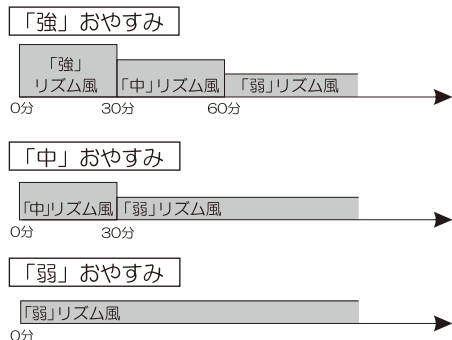 「強」おやすみ
「強」
リズム風
「中」リズム風
「弱」リズム風
0分
30分
60分
「中」おやすみ
「中」リズム風
「弱」リズム風
0分
30分
「弱」おやすみ
「弱」リズム風
0分